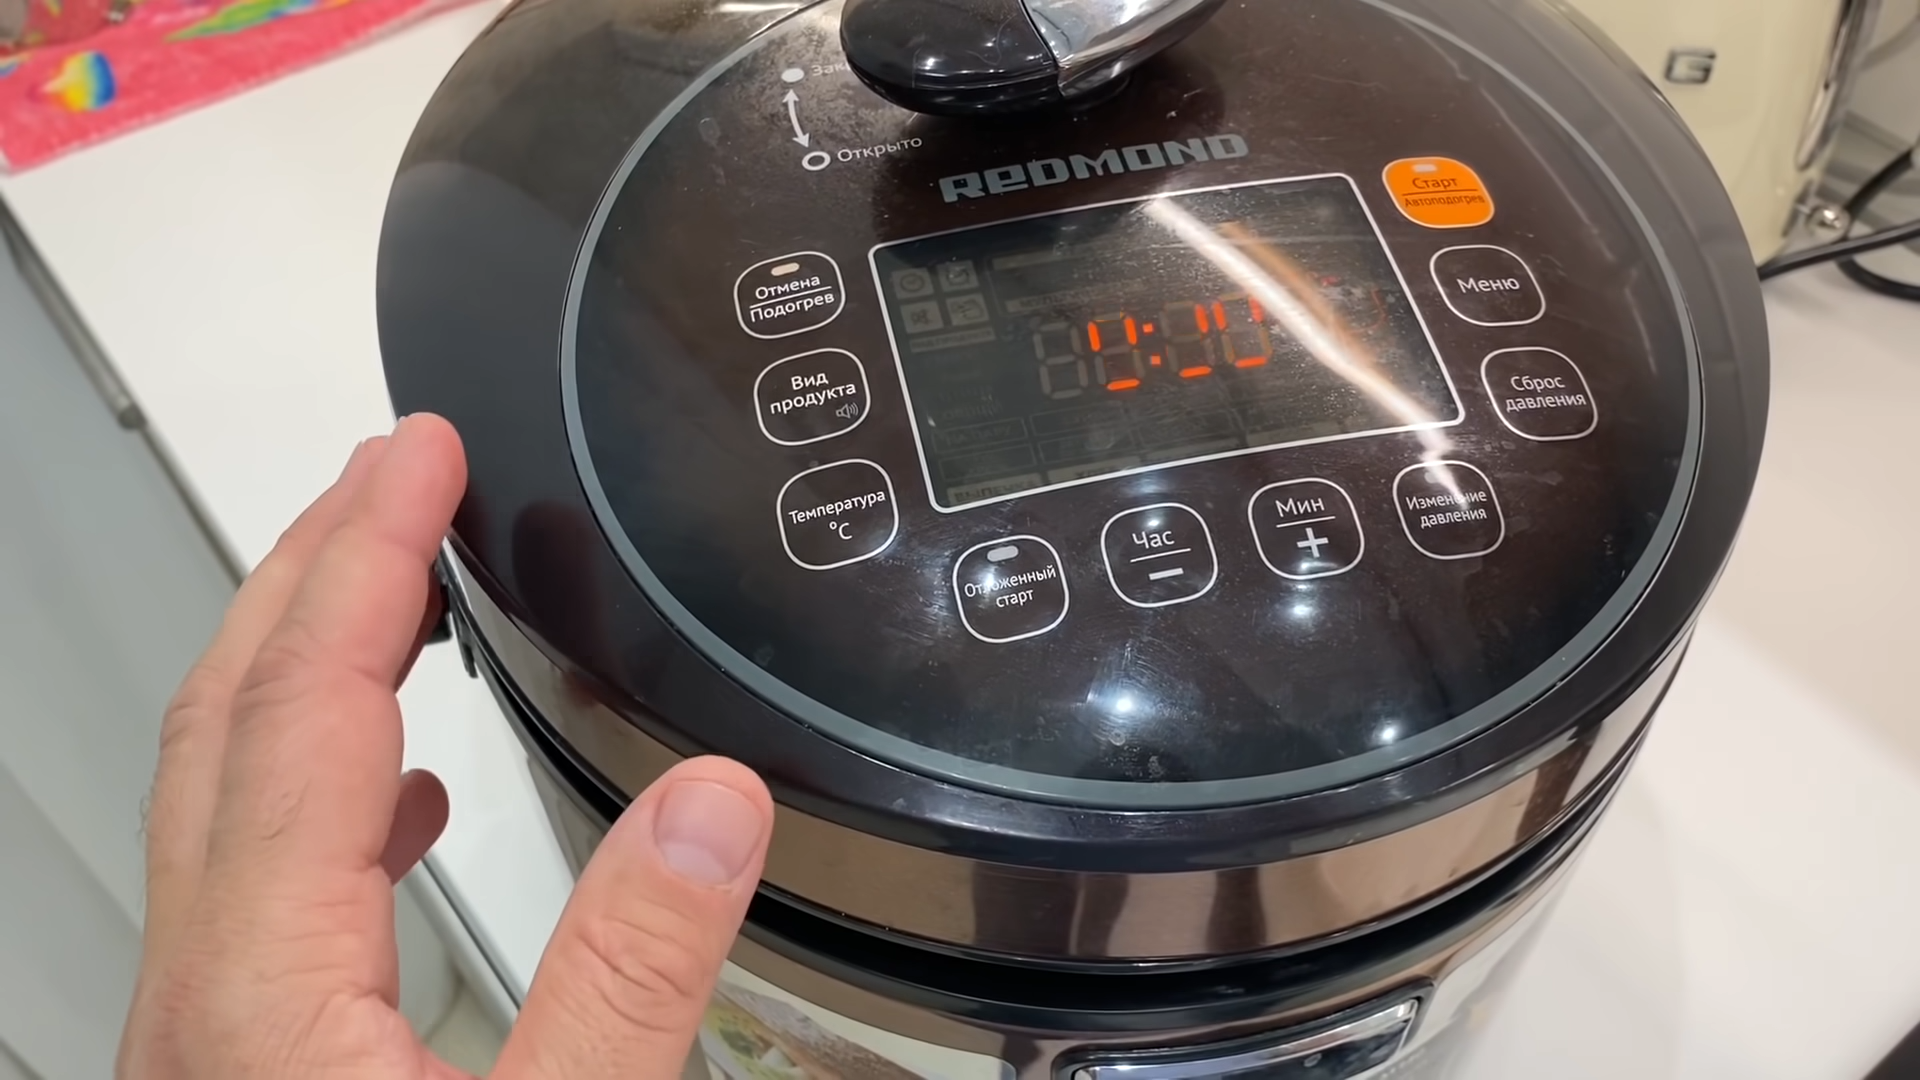 Открыто
REDMOND
Старт
Автоподогрев
Отмена
Подогрев
Меню
Вид
продукта
Сброс
давления
Температура
°C
Отложенный
старт
Час
−
Мин
+
Изменение
давления
G